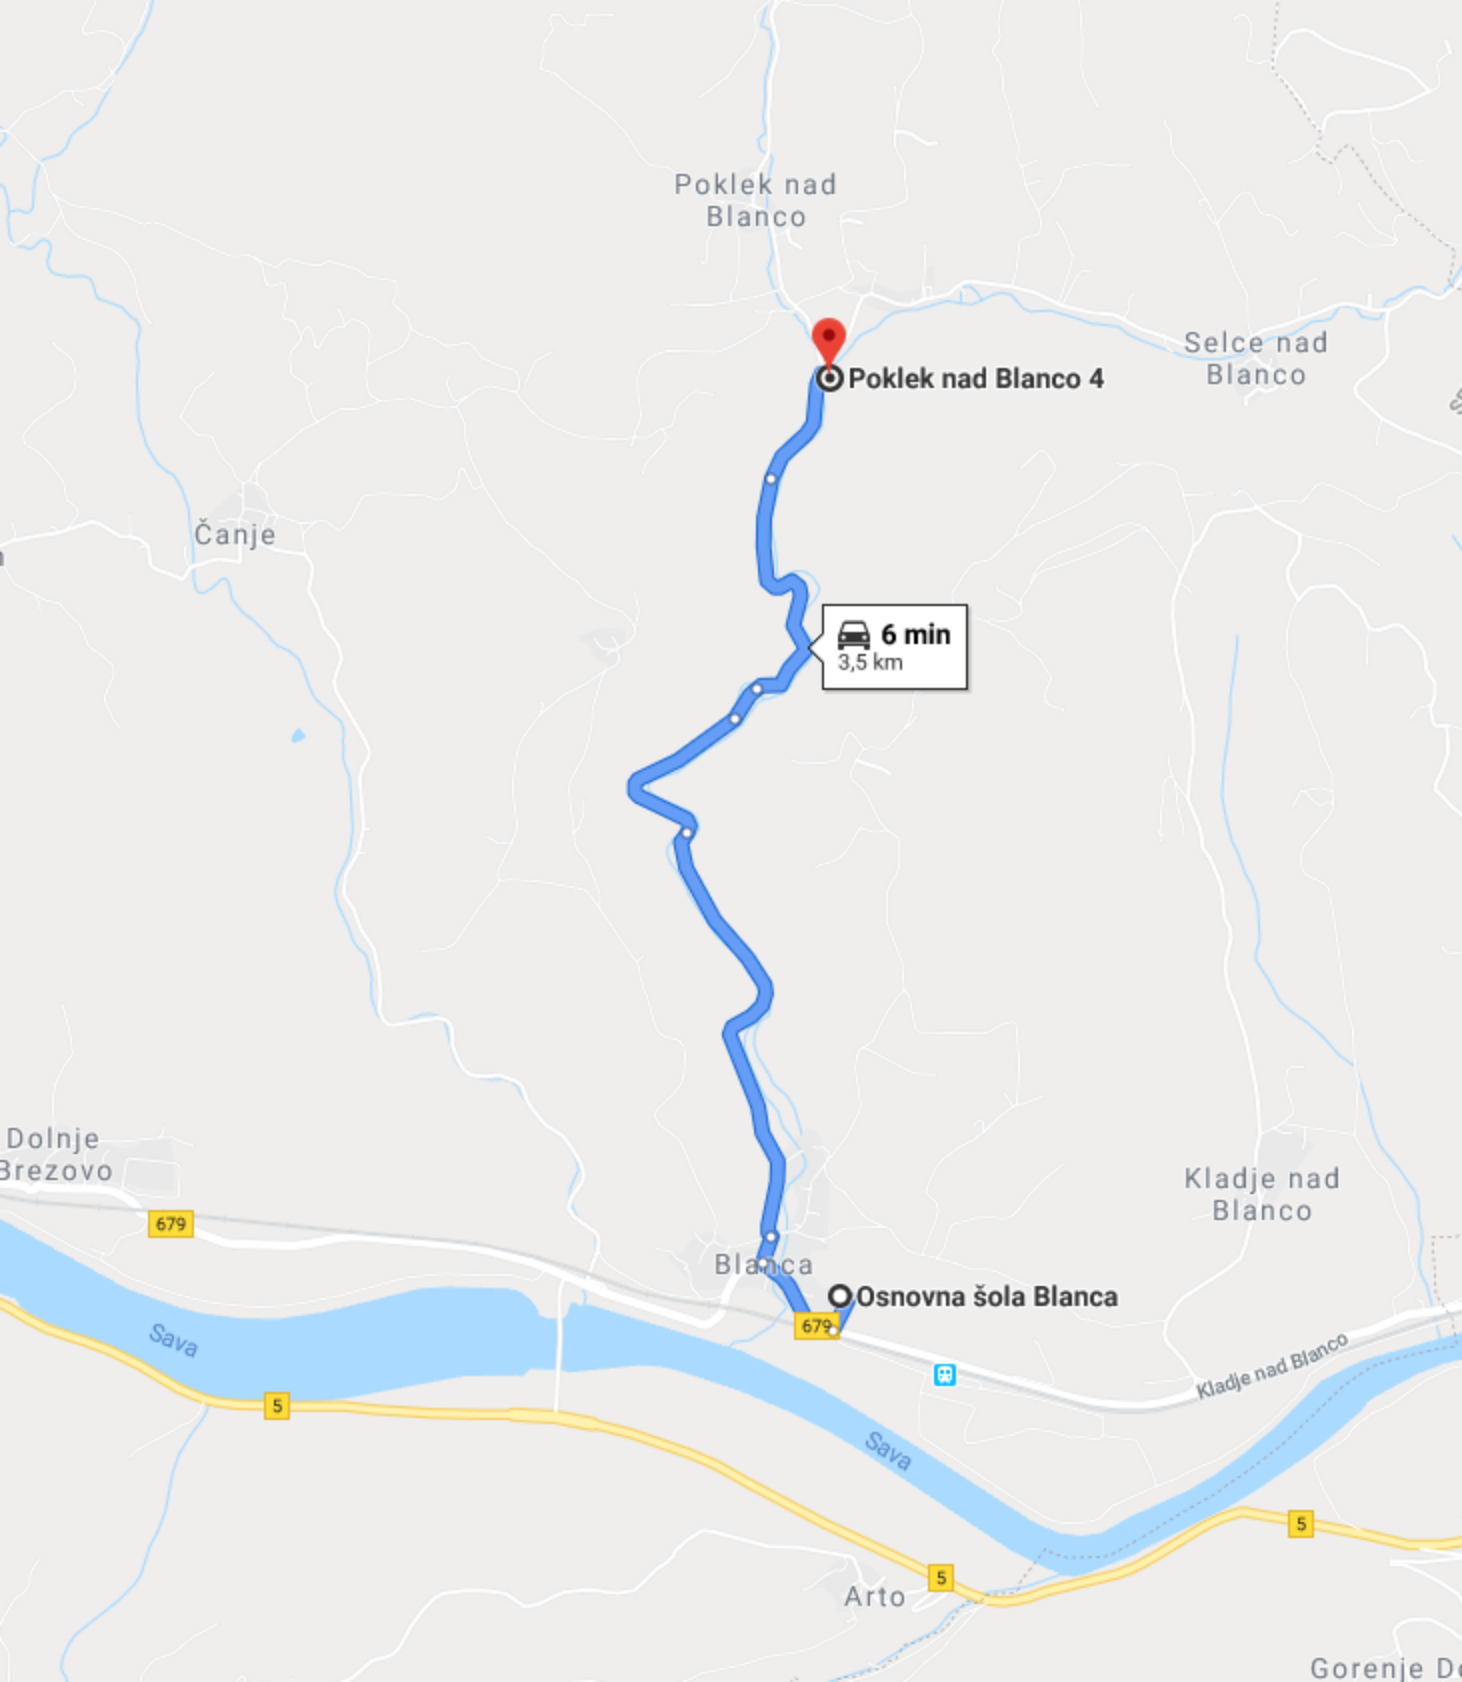 Poklek nad
Blanco
Selce nad
Blanco
Poklek nad Blanco 4
Čanje
6 min
3,5 km
Dolnje
Brezovo
679
Kladje nad
Blanco
Blanca
Osnovna šola Blanca
679
Sava
Kladje nad Blanco
5
Sava
5
5
Arto
Gorenje